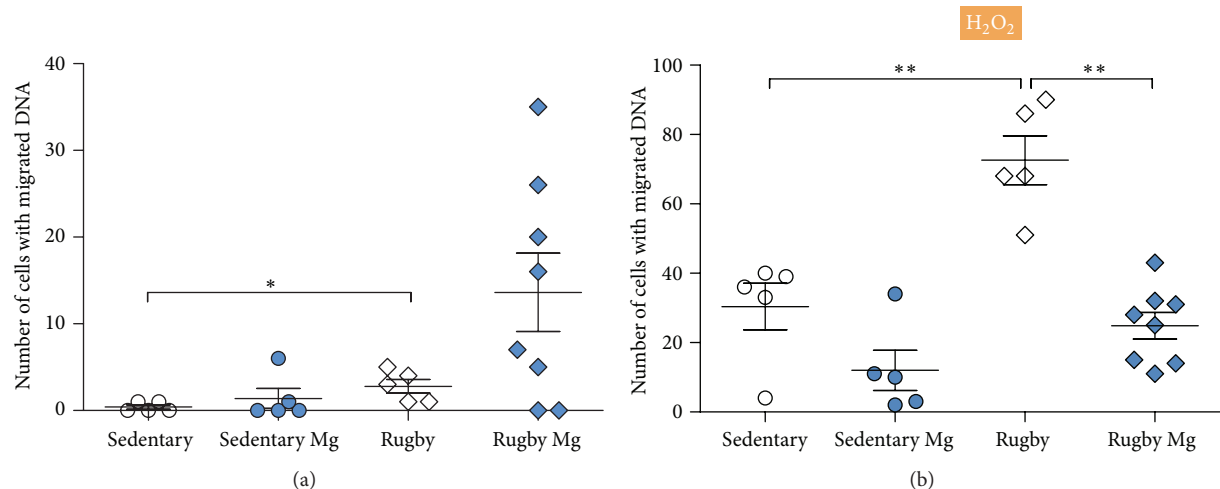 Number of cells with migrated DNA
40
30
20
10
0
*
Sedentary
Sedentary Mg
Rugby
Rugby Mg
(a)
H₂O₂
Number of cells with migrated DNA
100
80
60
40
20
0
**
**
Sedentary
Sedentary Mg
Rugby
Rugby Mg
(b)